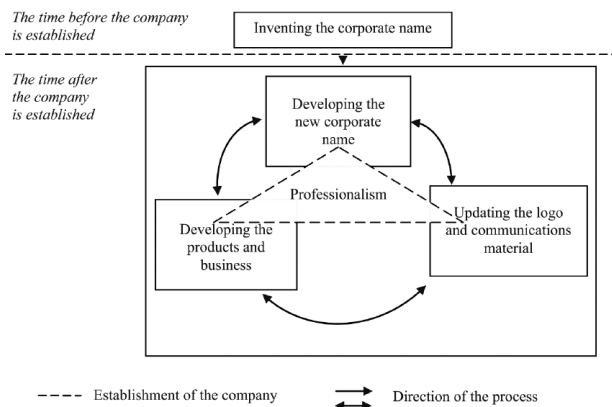 The time before the company
is established
Inventing the corporate name
The time after
the company
is established
Developing the
new corporate
name
Professionalism
Developing the
products and
business
Updating the logo
and communications
material
Establishment of the company
Direction of the process